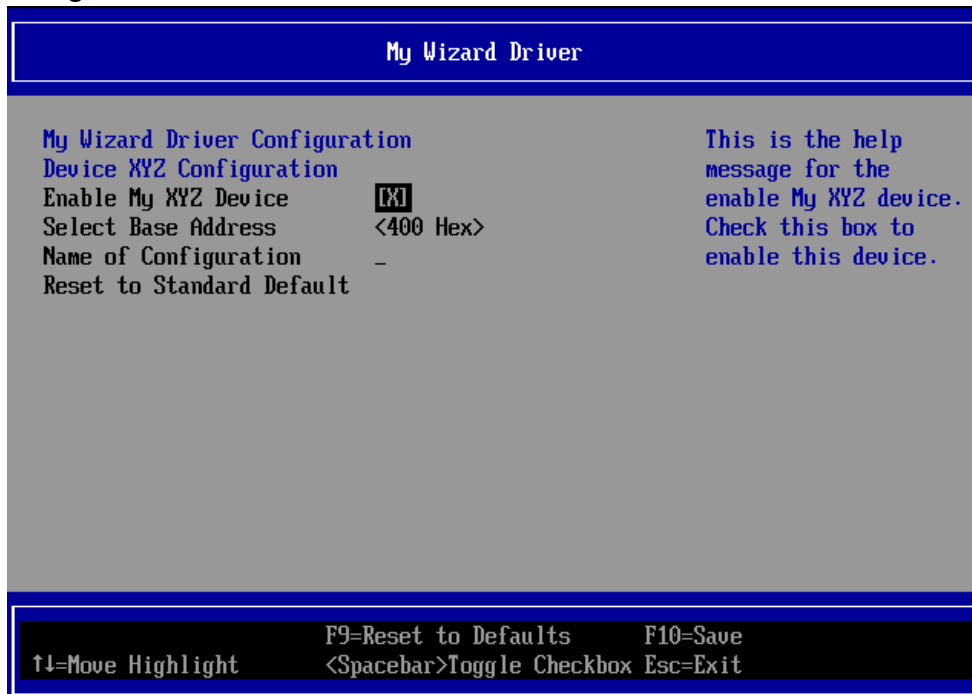 My Wizard Driver
My Wizard Driver Configuration
Device XYZ Configuration
Enable My XYZ Device [X]
Select Base Address <400 Hex>
Name of Configuration _
Reset to Standard Default
This is the help
message for the
enable My XYZ device.
Check this box to
enable this device.
F9=Reset to Defaults F10=Save
↑↓=Move Highlight <Spacebar>Toggle Checkbox Esc=Exit